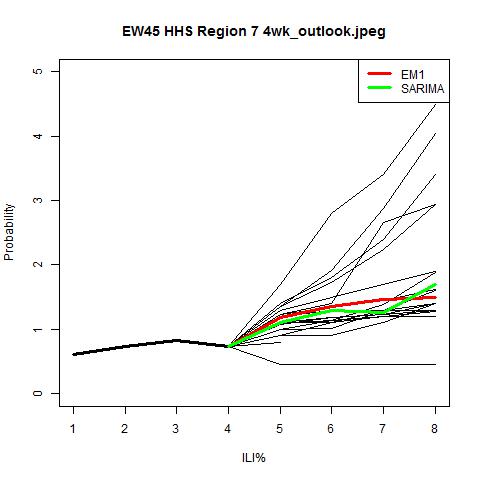 EW45 HHS Region 7 4wk_outlook.jpeg
EM1
SARIMA
Probability
5
4
3
2
1
0
1 2 3 4 5 6 7 8
ILI%